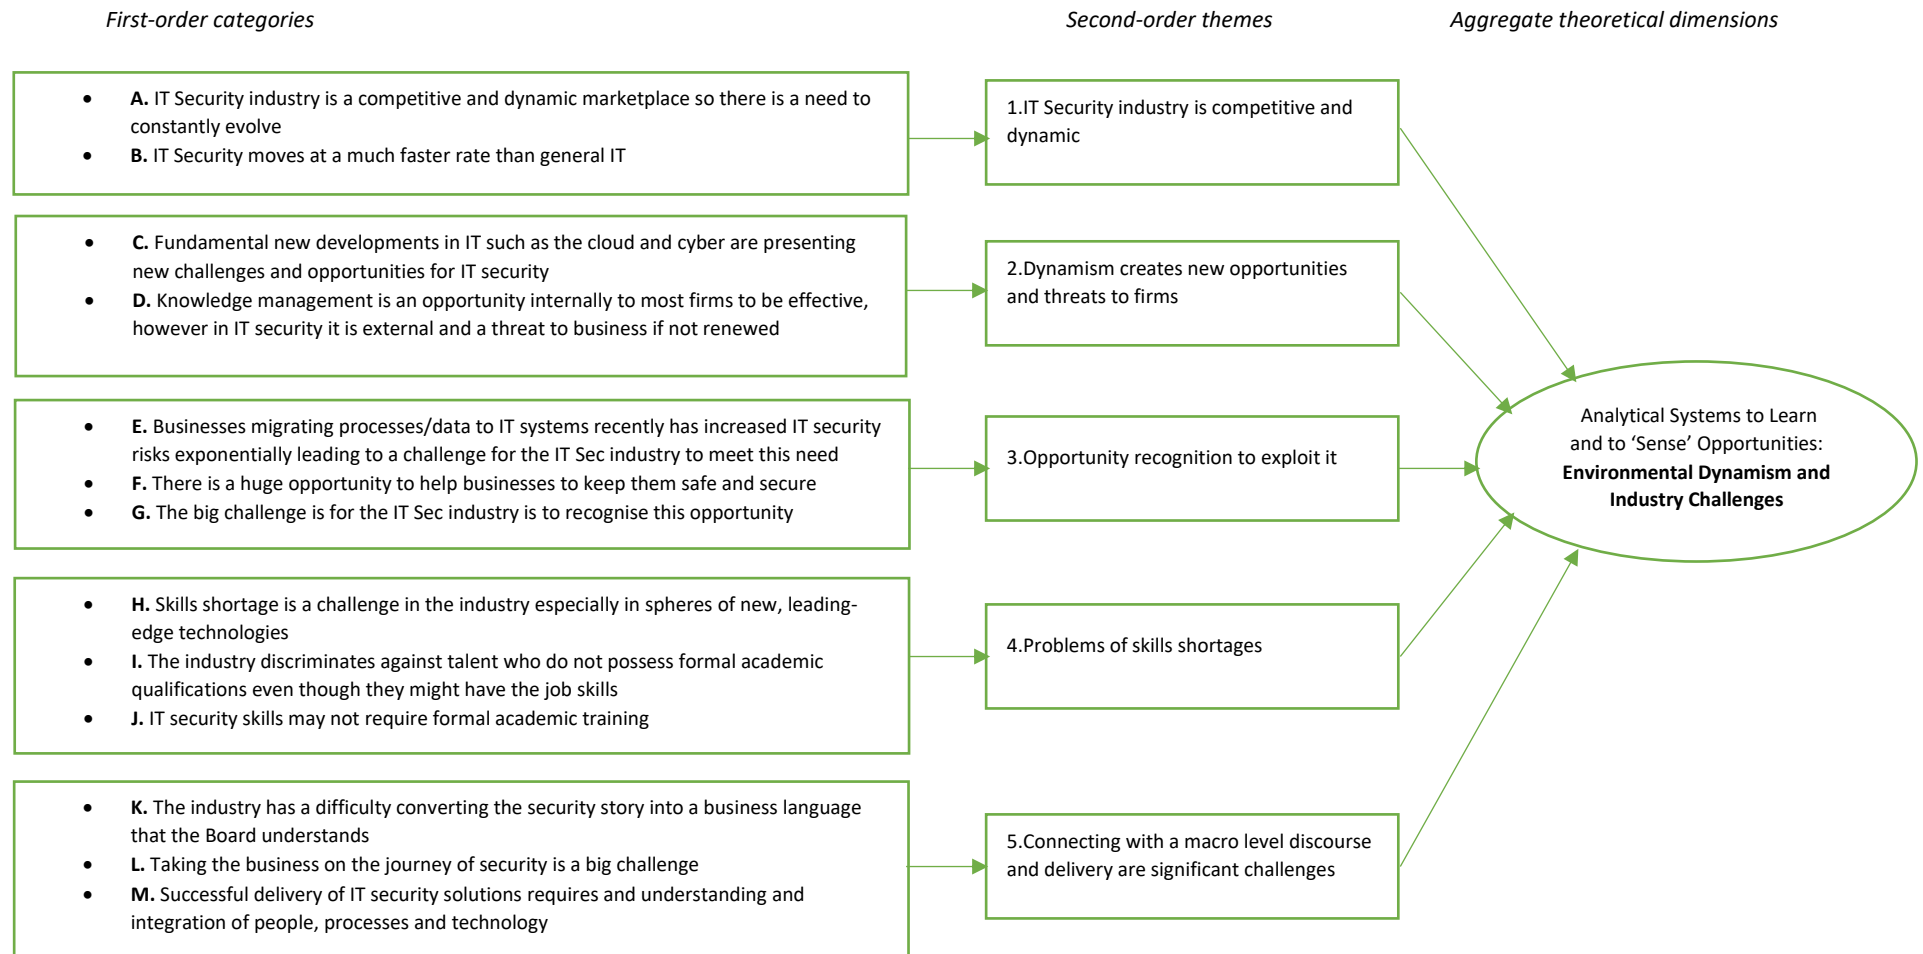 First-order categories
Second-order themes
Aggregate theoretical dimensions
• A. IT Security industry is a competitive and dynamic marketplace so there is a need to
constantly evolve
• B. IT Security moves at a much faster rate than general IT
1.IT Security industry is competitive and
dynamic
• C. Fundamental new developments in IT such as the cloud and cyber are presenting
new challenges and opportunities for IT security
• D. Knowledge management is an opportunity internally to most firms to be effective,
however in IT security it is external and a threat to business if not renewed
2.Dynamism creates new opportunities
and threats to firms
• E. Businesses migrating processes/data to IT systems recently has increased IT security
risks exponentially leading to a challenge for the IT Sec industry to meet this need
• F. There is a huge opportunity to help businesses to keep them safe and secure
• G. The big challenge is for the IT Sec industry is to recognise this opportunity
3.Opportunity recognition to exploit it
Analytical Systems to Learn
and to ‘Sense’ Opportunities:
Environmental Dynamism and
Industry Challenges
• H. Skills shortage is a challenge in the industry especially in spheres of new, leading-
edge technologies
• I. The industry discriminates against talent who do not possess formal academic
qualifications even though they might have the job skills
• J. IT security skills may not require formal academic training
4.Problems of skills shortages
• K. The industry has a difficulty converting the security story into a business language
that the Board understands
• L. Taking the business on the journey of security is a big challenge
• M. Successful delivery of IT security solutions requires and understanding and
integration of people, processes and technology
5.Connecting with a macro level discourse
and delivery are significant challenges